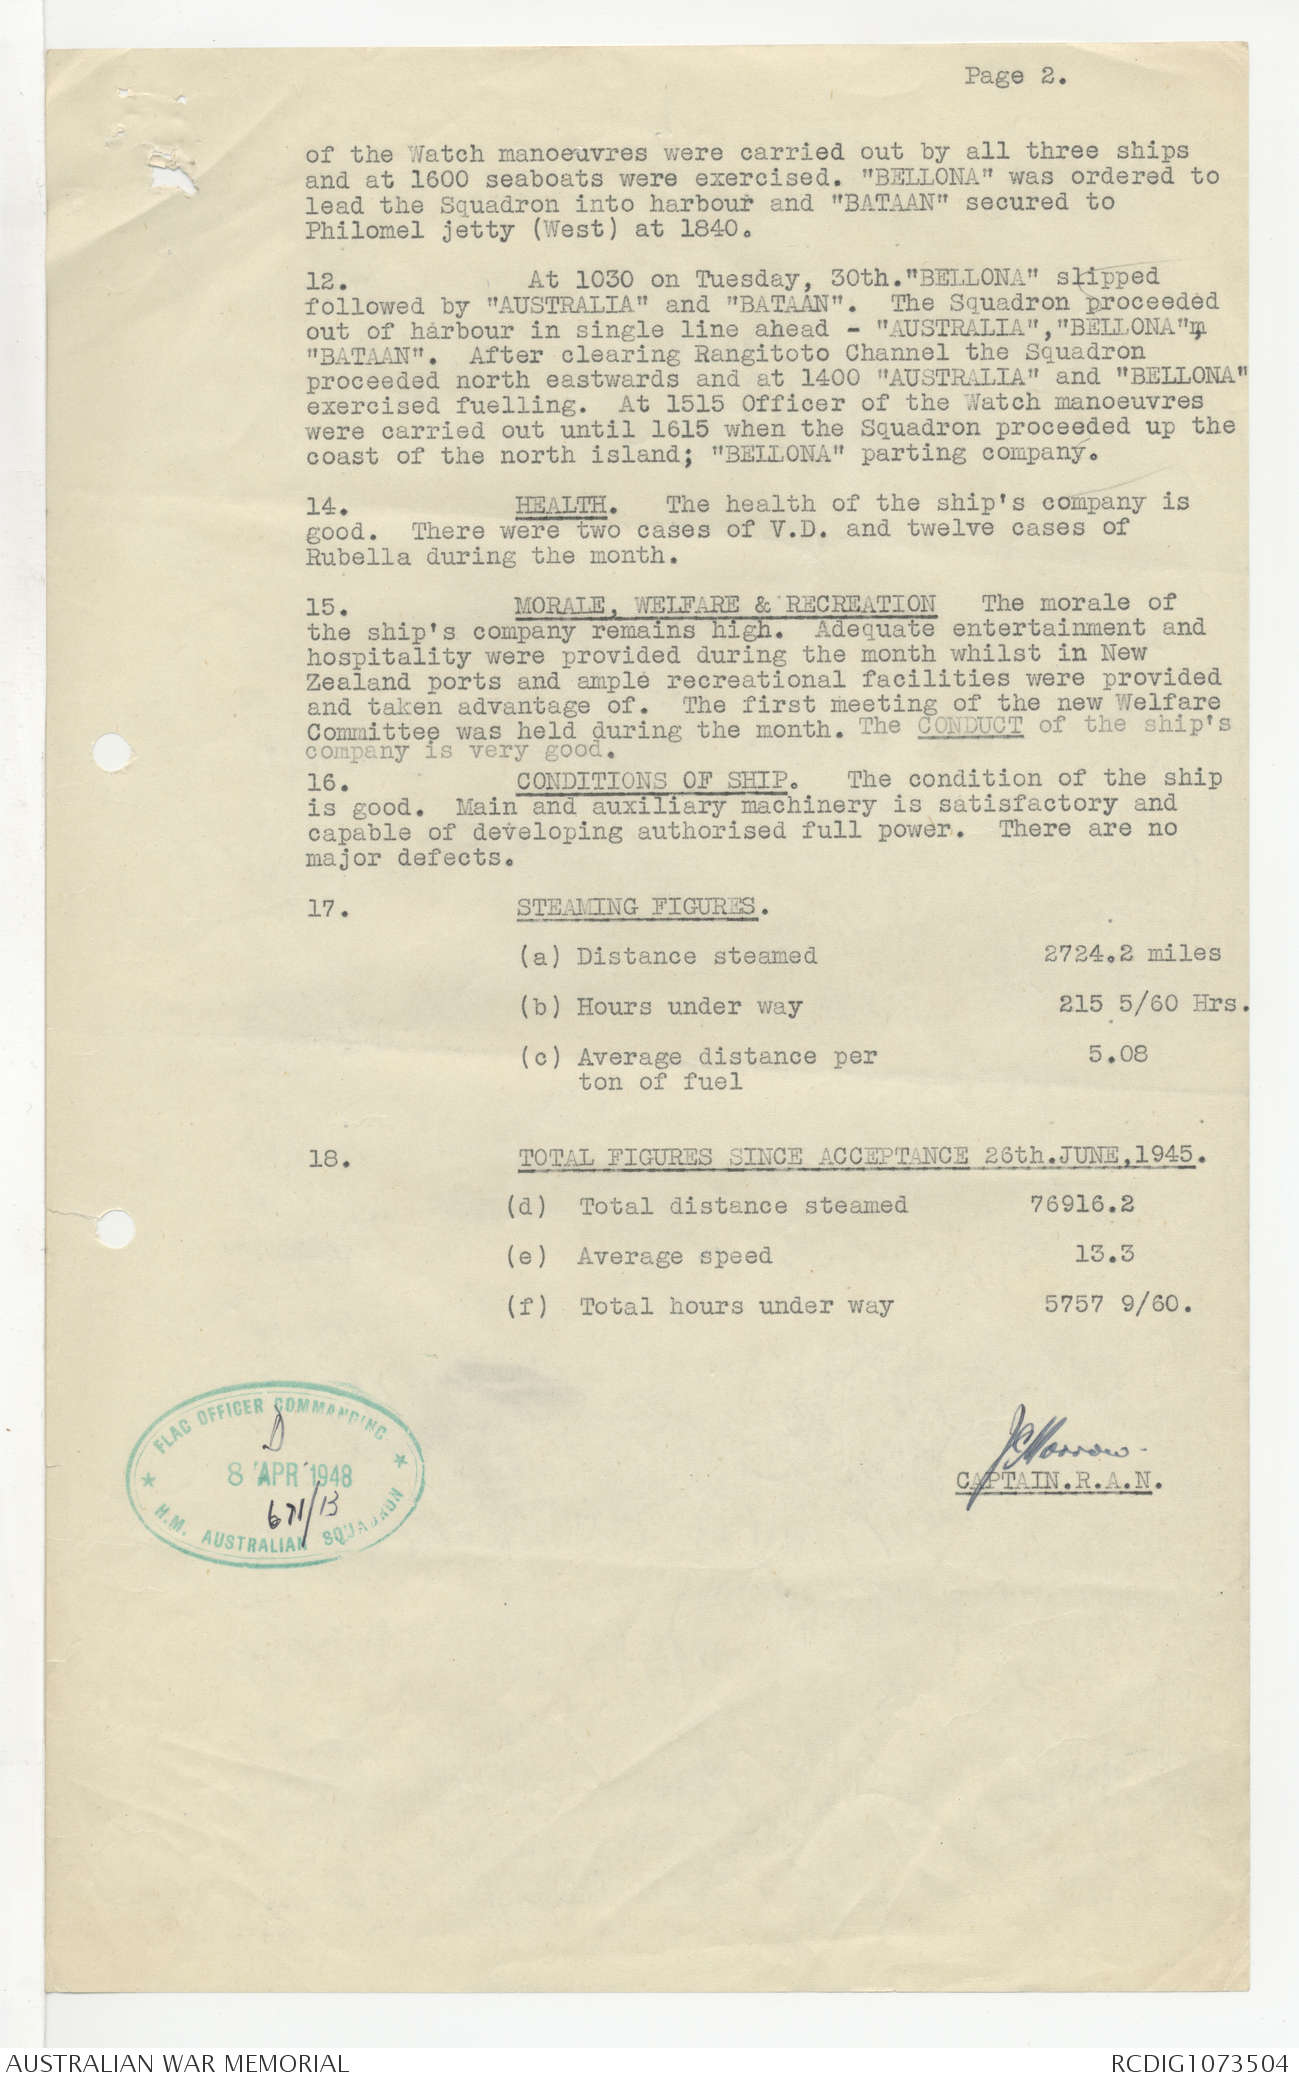 Page 2.
of the Watch manoeuvres were carried out by all three ships
and at 1600 seaboats were exercised. "BELLONA" was ordered to
lead the Squadron into harbour and "BATAAN" secured to
Philomel jetty (West) at 1840.
12. At 1030 on Tuesday, 30th."BELLONA" slipped
followed by "AUSTRALIA" and "BATAAN". The Squadron proceeded
out of harbour in single line ahead - "AUSTRALIA","BELLONA",
"BATAAN". After clearing Rangitoto Channel the Squadron
proceeded north eastwards and at 1400 "AUSTRALIA" and "BELLONA"
exercised fuelling. At 1515 Officer of the Watch manoeuvres
were carried out until 1615 when the Squadron proceeded up the
coast of the north island; "BELLONA" parting company.
14. HEALTH. The health of the ship's company is
good. There were two cases of V.D. and twelve cases of
Rubella during the month.
15. MORALE, WELFARE & RECREATION The morale of
the ship's company remains high. Adequate entertainment and
hospitality were provided during the month whilst in New
Zealand ports and ample recreational facilities were provided
and taken advantage of. The first meeting of the new Welfare
Committee was held during the month. The CONDUCT of the ship's
company is very good.
16. CONDITIONS OF SHIP. The condition of the ship
is good. Main and auxiliary machinery is satisfactory and
capable of developing authorised full power. There are no
major defects.
17. STEAMING FIGURES.
(a) Distance steamed 2724.2 miles
(b) Hours under way 215 5/60 Hrs.
(c) Average distance per 5.08
ton of fuel
18. TOTAL FIGURES SINCE ACCEPTANCE 26th.JUNE,1945.
(d) Total distance steamed 76916.2
(e) Average speed 13.3
(f) Total hours under way 5757 9/60.
FLAG OFFICER COMMANDING
D
8 APR 1948
671/13
H.M. AUSTRALIAN SQUADRON
JCMorrow
CAPTAIN.R.A.N.
AUSTRALIAN WAR MEMORIAL
RCDIG1073504